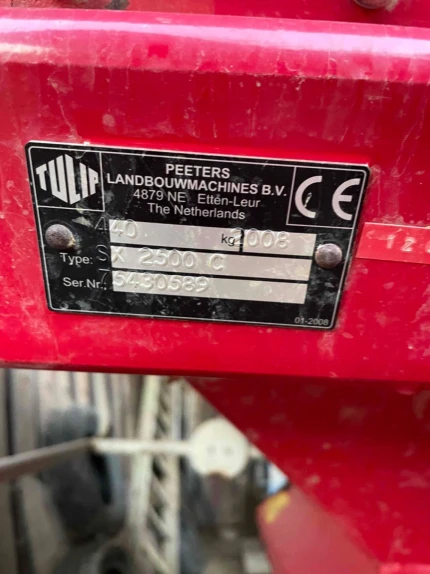 TULIP
PEETERS
LANDBOUWMACHINES B.V.
4879 NE Etten-Leur
The Netherlands
CE
440 kg 2008
Type: SX 2500 C
Ser.Nr.: 75430589
01-2008